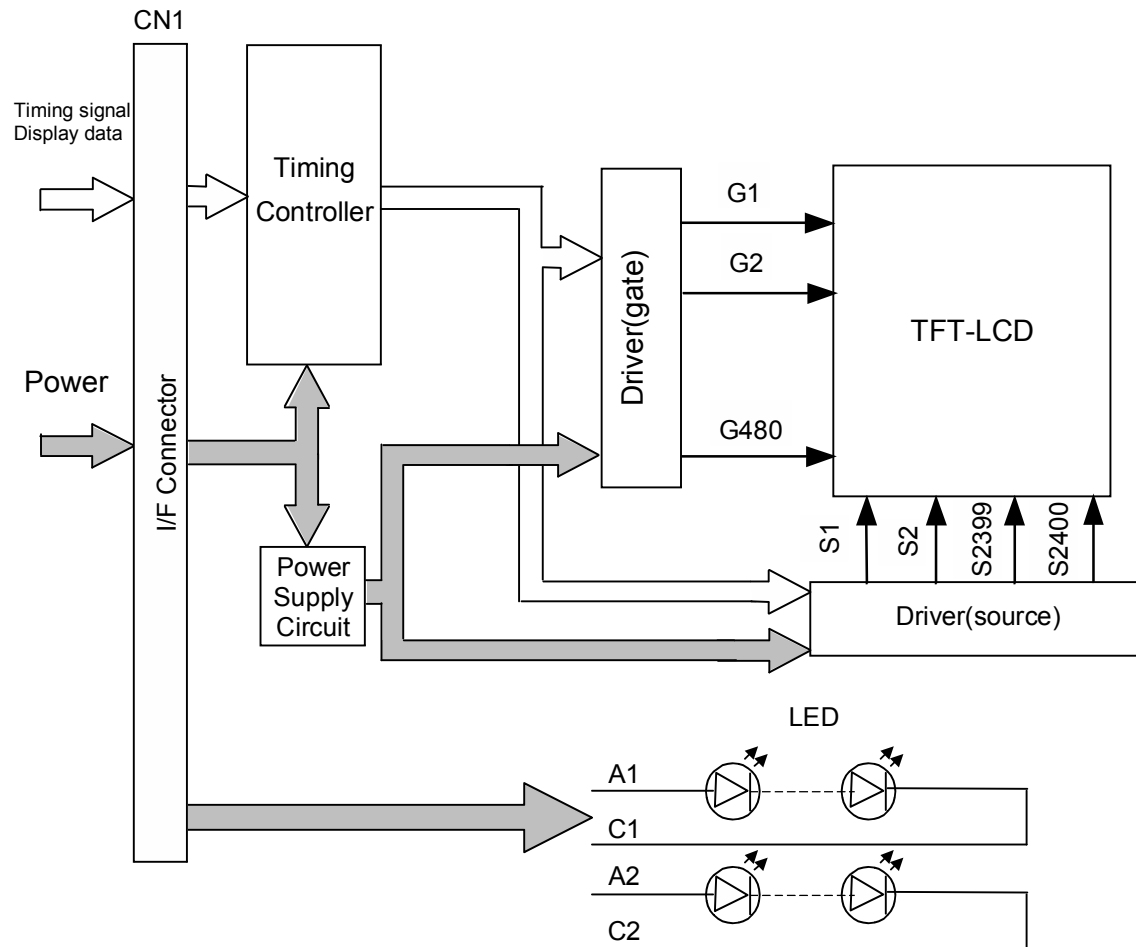 CN1
Timing signal
Display data
Power
I/F Connector
Timing
Controller
Power
Supply
Circuit
Driver(gate)
G1
G2
G480
TFT-LCD
S1
S2
S2399
S2400
Driver(source)
LED
A1
C1
A2
C2